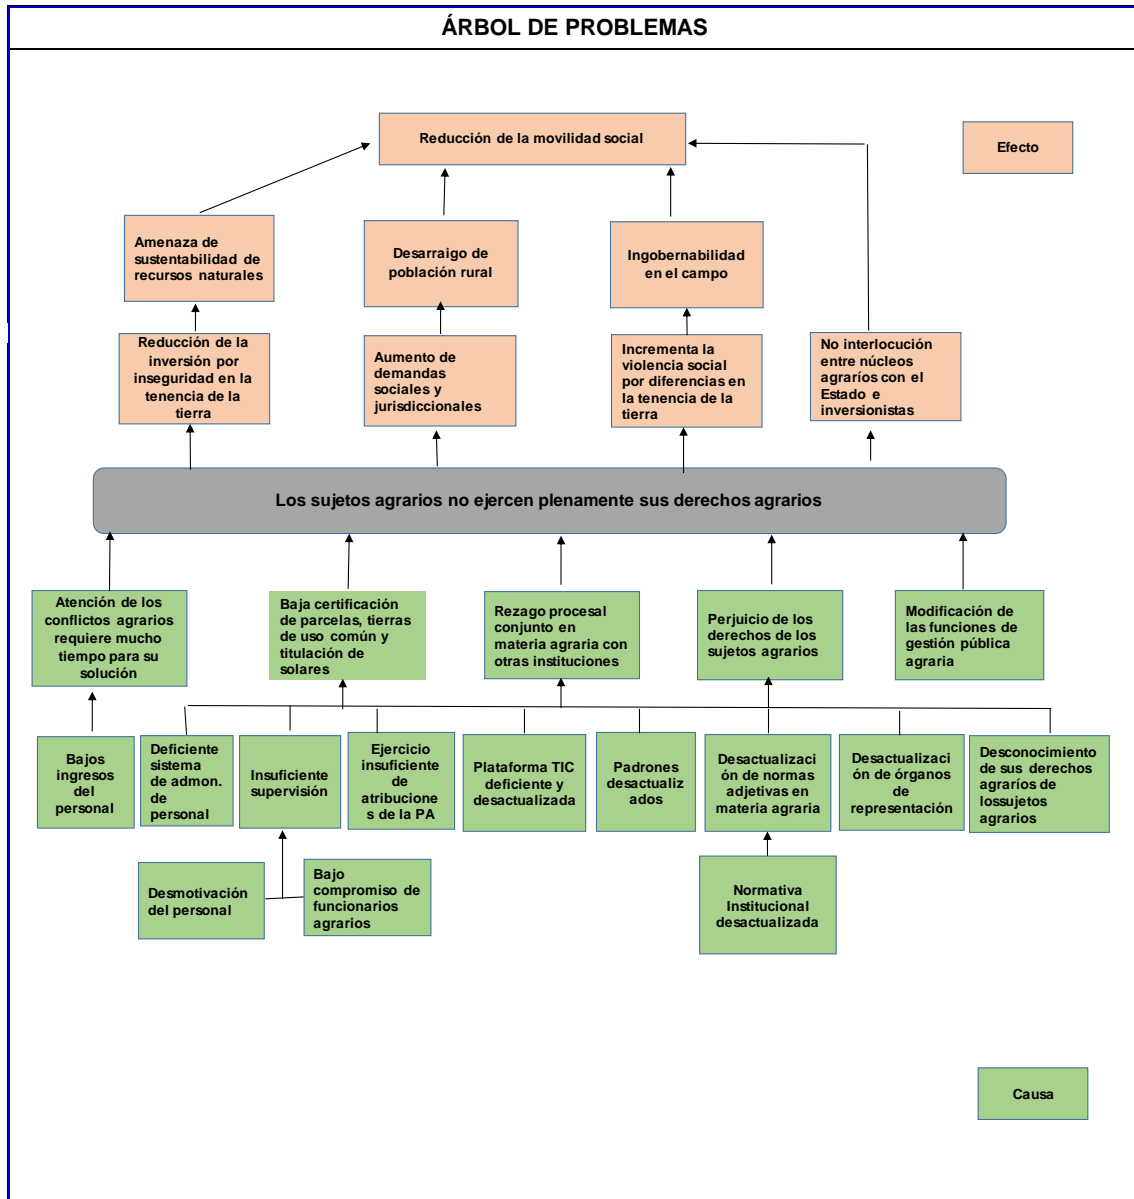 ÁRBOL DE PROBLEMAS
Reducción de la movilidad social
Efecto
Amenaza de
sustentabilidad de
recursos naturales
Desarraigo de
población rural
Ingobernabilidad
en el campo
Reducción de la
inversión por
inseguridad en la
tenencia de la
tierra
Aumento de
demandas
sociales y
jurisdiccionales
Incrementa la
violencia social
por diferencias en
la tenencia de la
tierra
No interlocución
entre núcleos
agraríos con el
Estado e
inversionistas
Los sujetos agrarios no ejercen plenamente sus derechos agrarios
Atención de los
conflictos agrarios
requiere mucho
tiempo para su
solución
Baja certificación
de parcelas, tierras
de uso común y
titulación de
solares
Rezago procesal
conjunto en
materia agraria con
otras instituciones
Perjuicio de los
derechos de los
sujetos agrarios
Modificación de
las funciones de
gestión pública
agraria
Bajos
ingresos
del
personal
Deficiente
sistema
de admon.
de
personal
Insuficiente
supervisión
Ejercicio
insuficiente
de
atribucione
s de la PA
Plataforma TIC
deficiente y
desactualizada
Padrones
desactualiz
ados
Desactualizaci
ón de normas
adjetivas en
materia agraria
Desactualizaci
ón de órganos
de
representación
Desconocimiento
de sus derechos
agraríos de
lossujetos
agrarios
Desmotivación
del personal
Bajo
compromiso de
funcionarios
agrarios
Normativa
Institucional
desactualizada
Causa